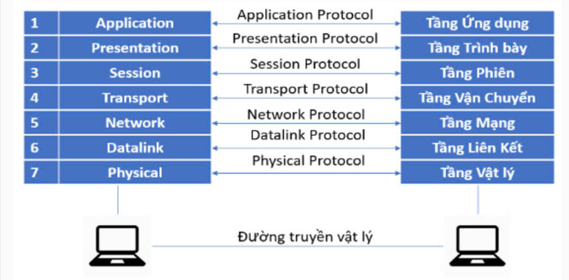 1 Application Application Protocol Tầng Ứng dụng
2 Presentation Presentation Protocol Tầng Trình bày
3 Session Session Protocol Tầng Phiên
4 Transport Transport Protocol Tầng Vận Chuyển
5 Network Network Protocol Tầng Mạng
6 Datalink Datalink Protocol Tầng Liên Kết
7 Physical Physical Protocol Tầng Vật lý
Đường truyền vật lý